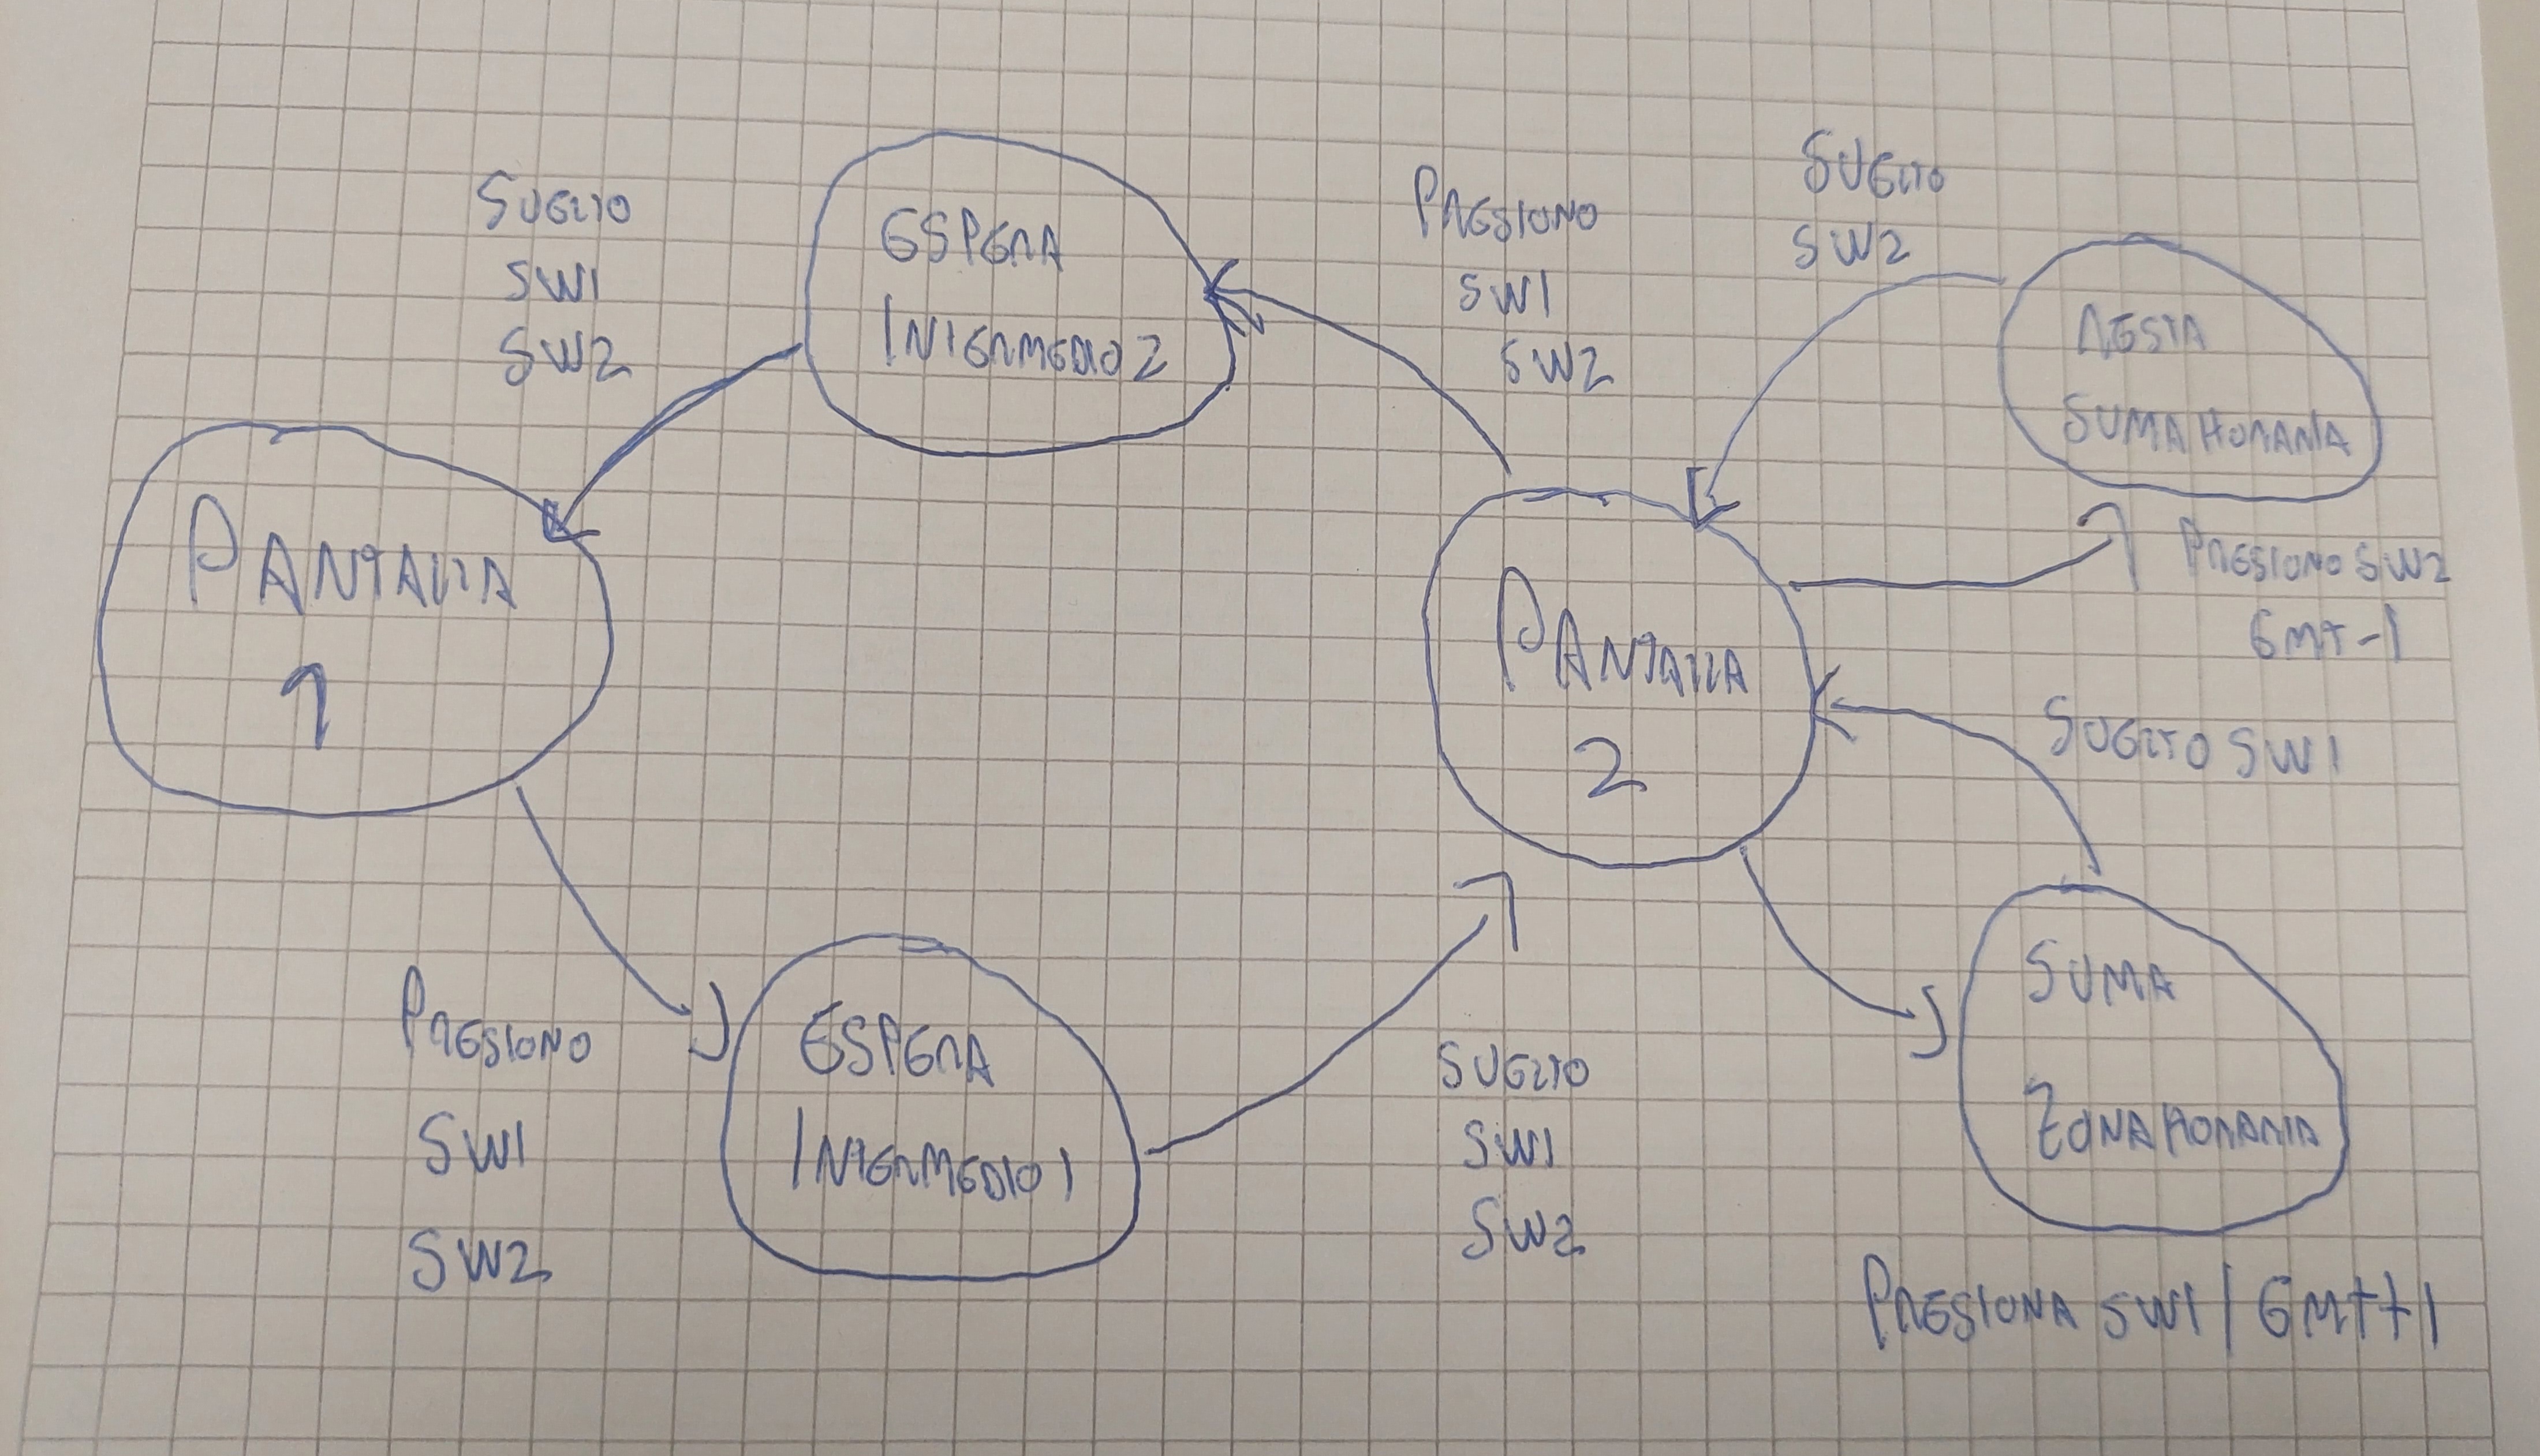 SUELTO
SW1
SW2
ESPERA
INTERMEDIO 2
PRESIONO
SW1
SW2
SUELTO
SW2
RESTA
SUMA HORARIA
PANTALLA
1
PANTALLA
2
PRESIONO SW2
GMT-1
SUELTO SW1
PRESIONO
SW1
SW2
ESPERA
INTERMEDIO 1
SUELTO
SW1
SW2
SUMA
ZONA HORARIA
PRESIONA SW1 / GMT+1